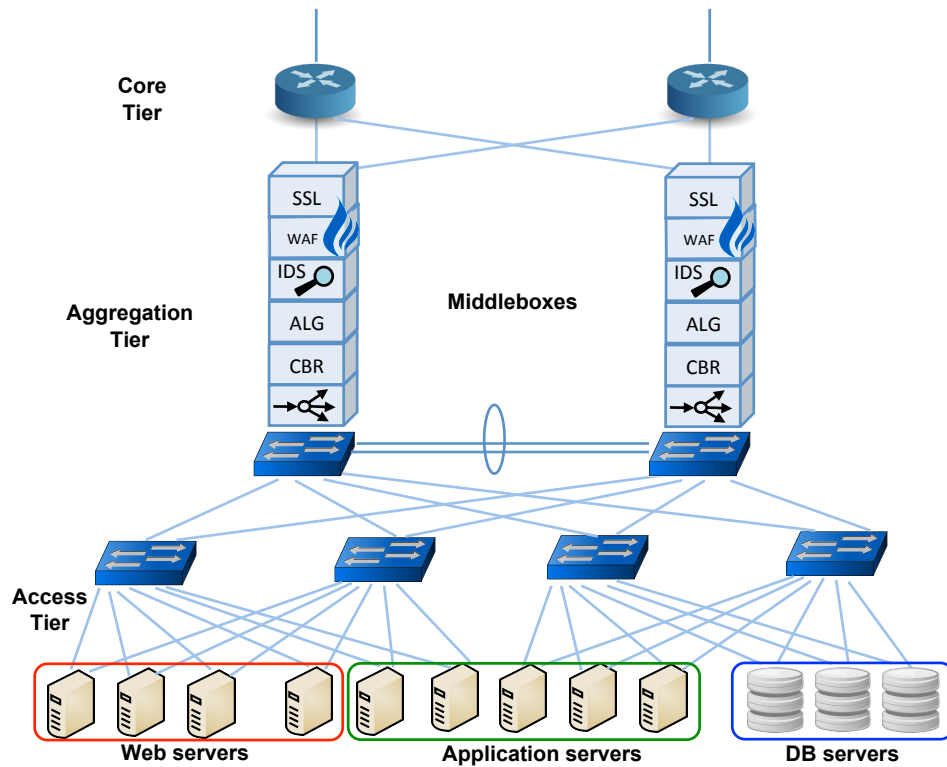 Core
Tier
SSL
SSL
WAF
WAF
IDS
IDS
Aggregation
Tier
Middleboxes
ALG
ALG
CBR
CBR
Access
Tier
Web servers
Application servers
DB servers